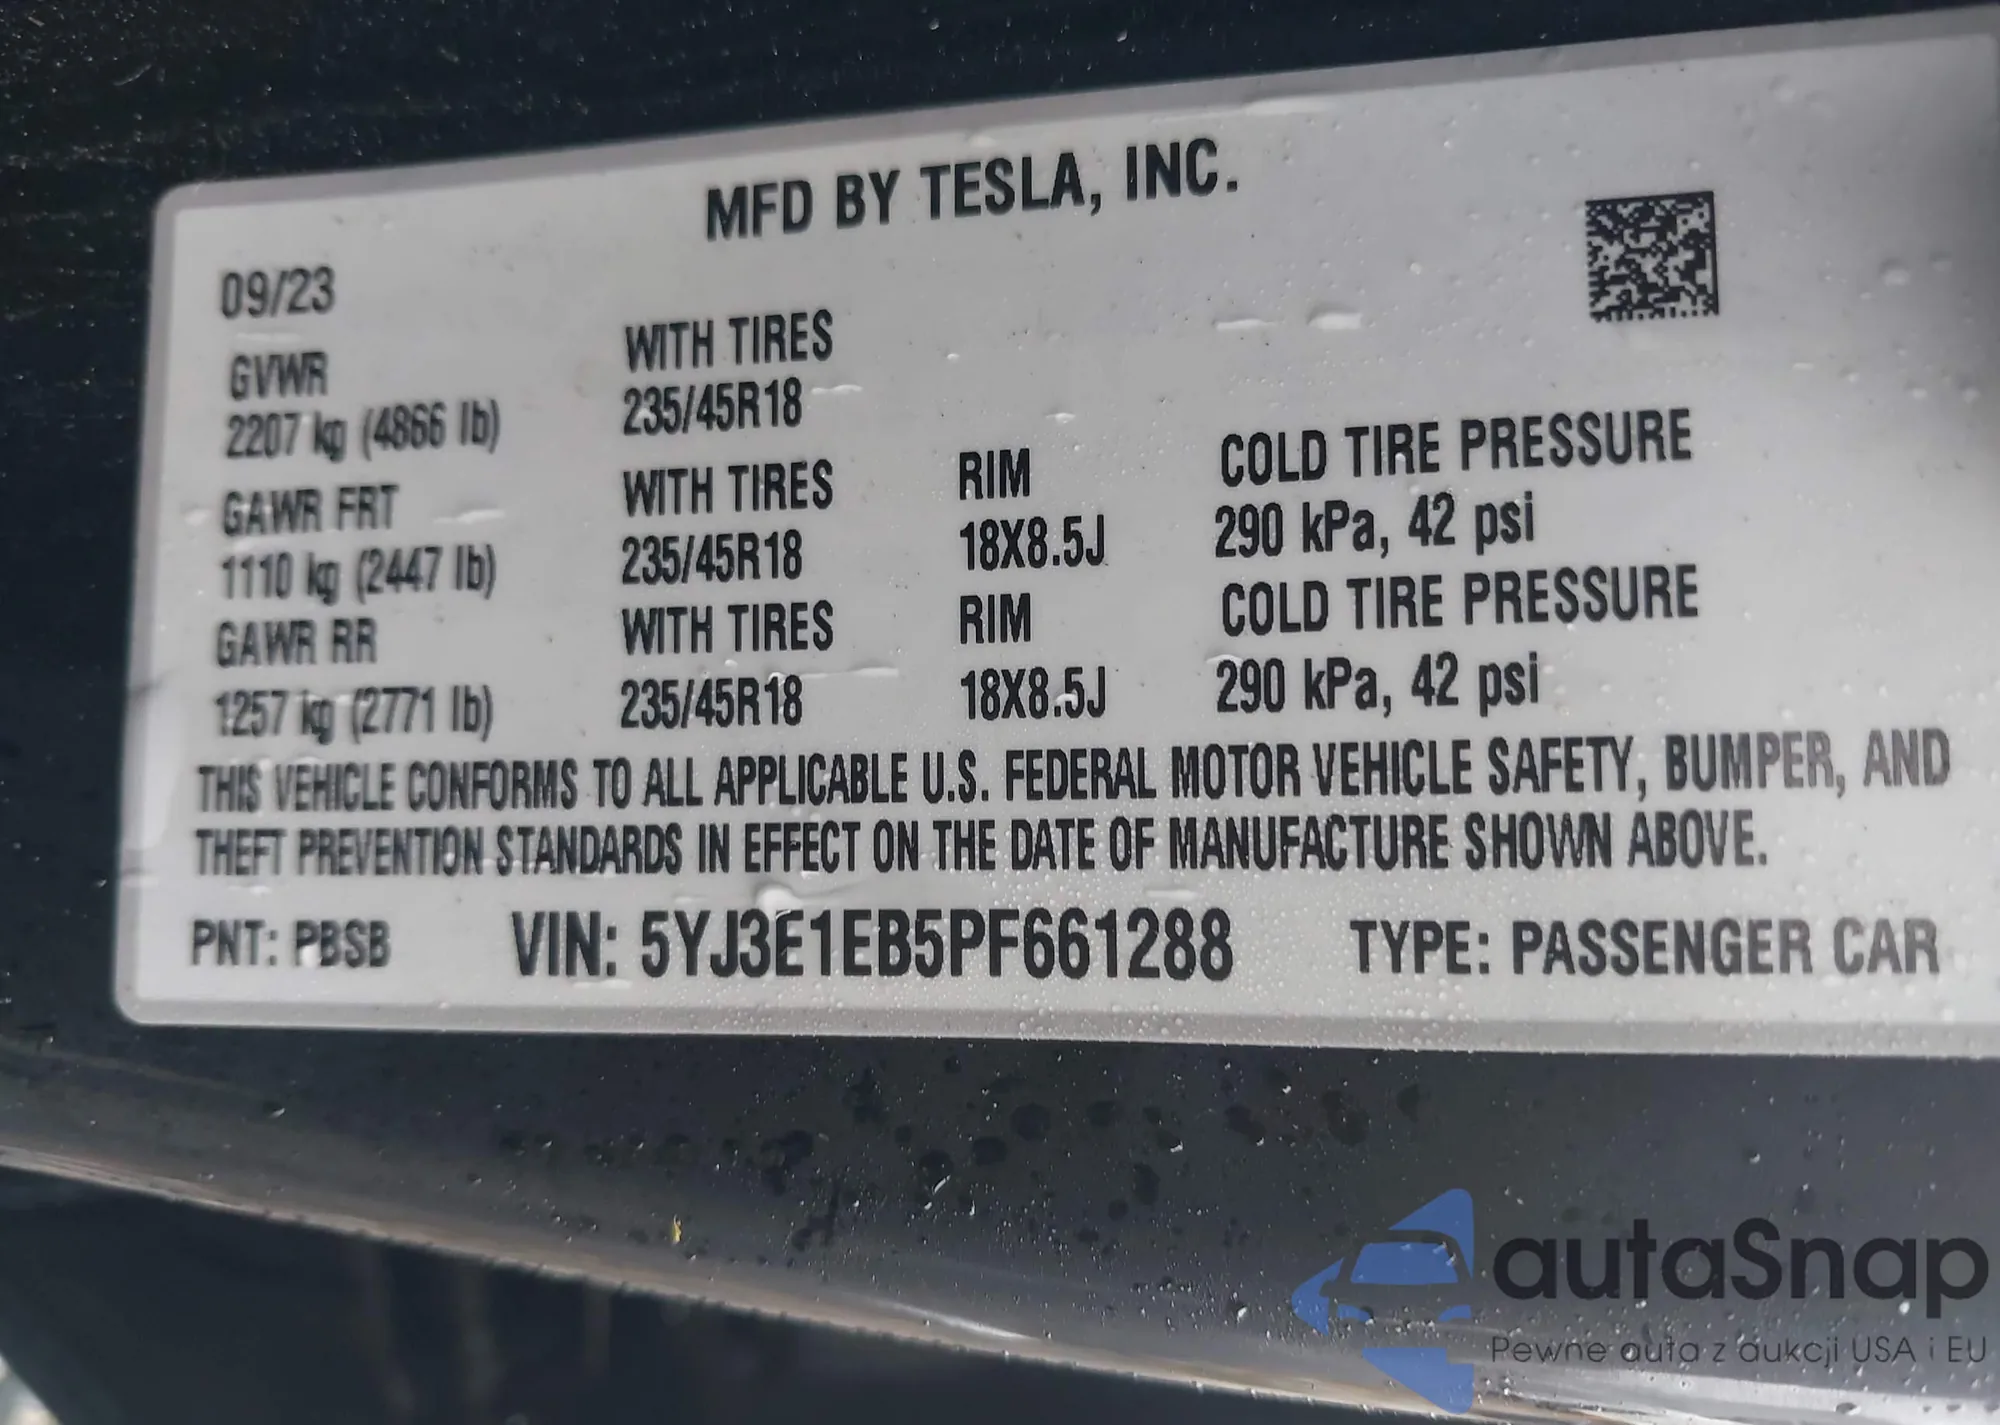 MFD BY TESLA, INC.
09/23
GVWR WITH TIRES
2207 kg (4866 lb) 235/45R18
GAWR FRT WITH TIRES RIM COLD TIRE PRESSURE
1110 kg (2447 lb) 235/45R18 18X8.5J 290 kPa, 42 psi
GAWR RR WITH TIRES RIM COLD TIRE PRESSURE
1257 kg (2771 lb) 235/45R18 18X8.5J 290 kPa, 42 psi
THIS VEHICLE CONFORMS TO ALL APPLICABLE U.S. FEDERAL MOTOR VEHICLE SAFETY, BUMPER, AND
THEFT PREVENTION STANDARDS IN EFFECT ON THE DATE OF MANUFACTURE SHOWN ABOVE.
PNT: PBSB VIN: 5YJ3E1EB5PF661288 TYPE: PASSENGER CAR
autaSnap
Pewne auta z aukcji USA i EU